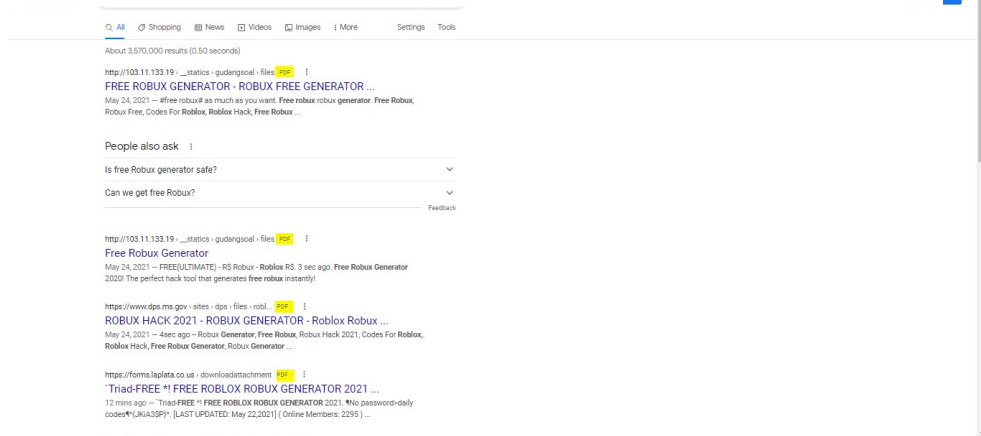 All Shopping News Videos Images More Settings Tools
About 3,570,000 results (0.50 seconds)
http://103.11.133.19 › __statics › gudangsoal › files PDF
FREE ROBUX GENERATOR - ROBUX FREE GENERATOR ...
May 24, 2021 — #free robux# as much as you want. Free robux robux generator. Free Robux,
Robux Free, Codes For Roblox, Roblox Hack, Free Robux ...
People also ask
Is free Robux generator safe?
Can we get free Robux?
Feedback
http://103.11.133.19 › __statics › gudangsoal › files PDF
Free Robux Generator
May 24, 2021 — FREE(ULTIMATE) - R$ Robux - Roblox R$. 3 sec ago. Free Robux Generator
2020! The perfect hack tool that generates free robux instantly!
https://www.dps.ms.gov › sites › dps › files › robl... PDF
ROBUX HACK 2021 - ROBUX GENERATOR - Roblox Robux ...
May 24, 2021 — 4sec ago – Robux Generator, Free Robux, Robux Hack 2021, Codes For Roblox,.
Roblox Hack, Free Robux Generator, Robux Generator ...
https://forms.laplata.co.us › downloadattachment PDF
`Triad-FREE *! FREE ROBLOX ROBUX GENERATOR 2021 ...
12 mins ago — `Triad-FREE *! FREE ROBLOX ROBUX GENERATOR 2021. ¶No password>daily
codes¶*{JKiA3$P}*. [LAST UPDATED: May 22,2021] ( Online Members: 2295 ) ...